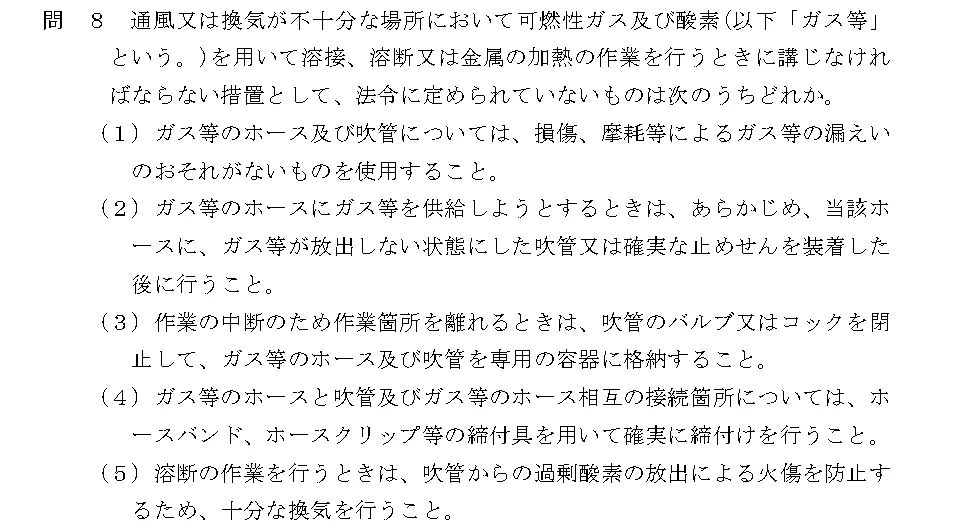 問　８　通風又は換気が不十分な場所において可燃性ガス及び酸素(以下「ガス等」
という。)を用いて溶接、溶断又は金属の加熱の作業を行うときに講じなけれ
ばならない措置として、法令に定められていないものは次のうちどれか。
（１）ガス等のホース及び吹管については、損傷、摩耗等によるガス等の漏えい
のおそれがないものを使用すること。
（２）ガス等のホースにガス等を供給しようとするときは、あらかじめ、当該ホ
ースに、ガス等が放出しない状態にした吹管又は確実な止めせんを装着した
後に行うこと。
（３）作業の中断のため作業箇所を離れるときは、吹管のバルブ又はコックを閉
止して、ガス等のホース及び吹管を専用の容器に格納すること。
（４）ガス等のホースと吹管及びガス等のホース相互の接続箇所については、ホ
ースバンド、ホースクリップ等の締付具を用いて確実に締付けを行うこと。
（５）溶断の作業を行うときは、吹管からの過剰酸素の放出による火傷を防止す
るため、十分な換気を行うこと。